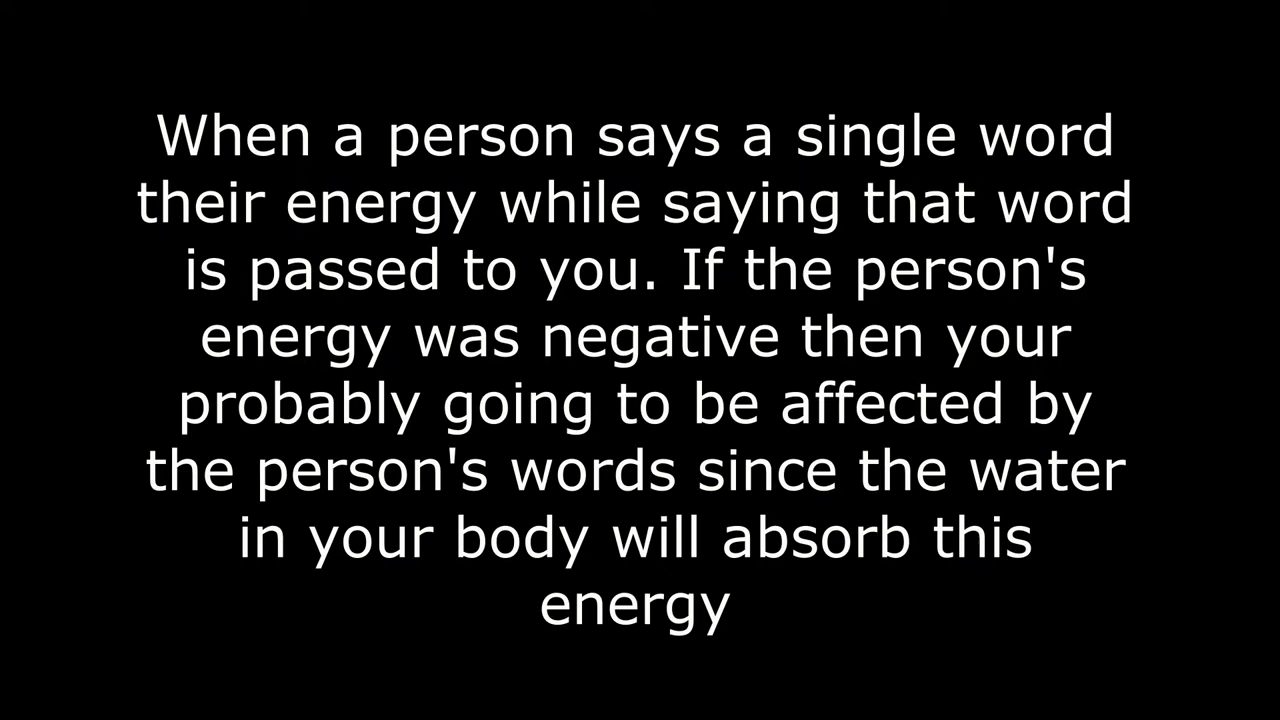 When a person says a single word
their energy while saying that word
is passed to you. If the person's
energy was negative then your
probably going to be affected by
the person's words since the water
in your body will absorb this
energy